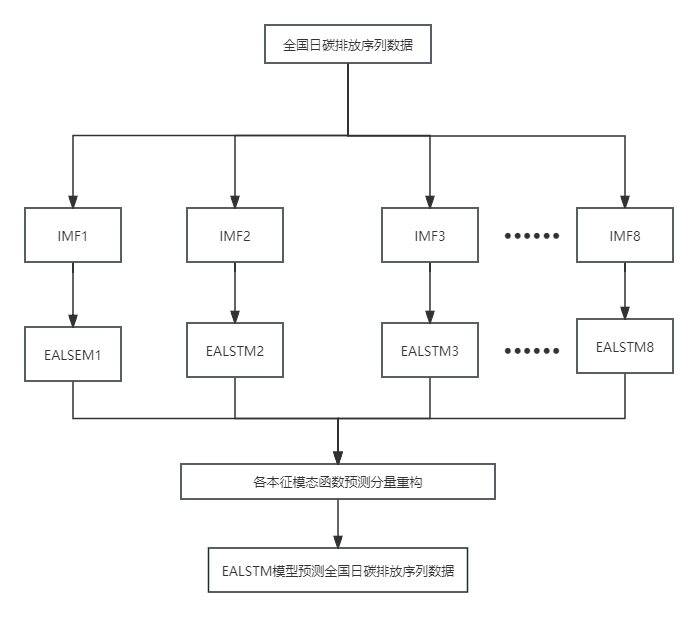 全国日碳排放序列数据
IMF1
IMF2
IMF3
••••••
IMF8
EALSEM1
EALSTM2
EALSTM3
••••••
EALSTM8
各本征模态函数预测分量重构
EALSTM模型预测全国日碳排放序列数据